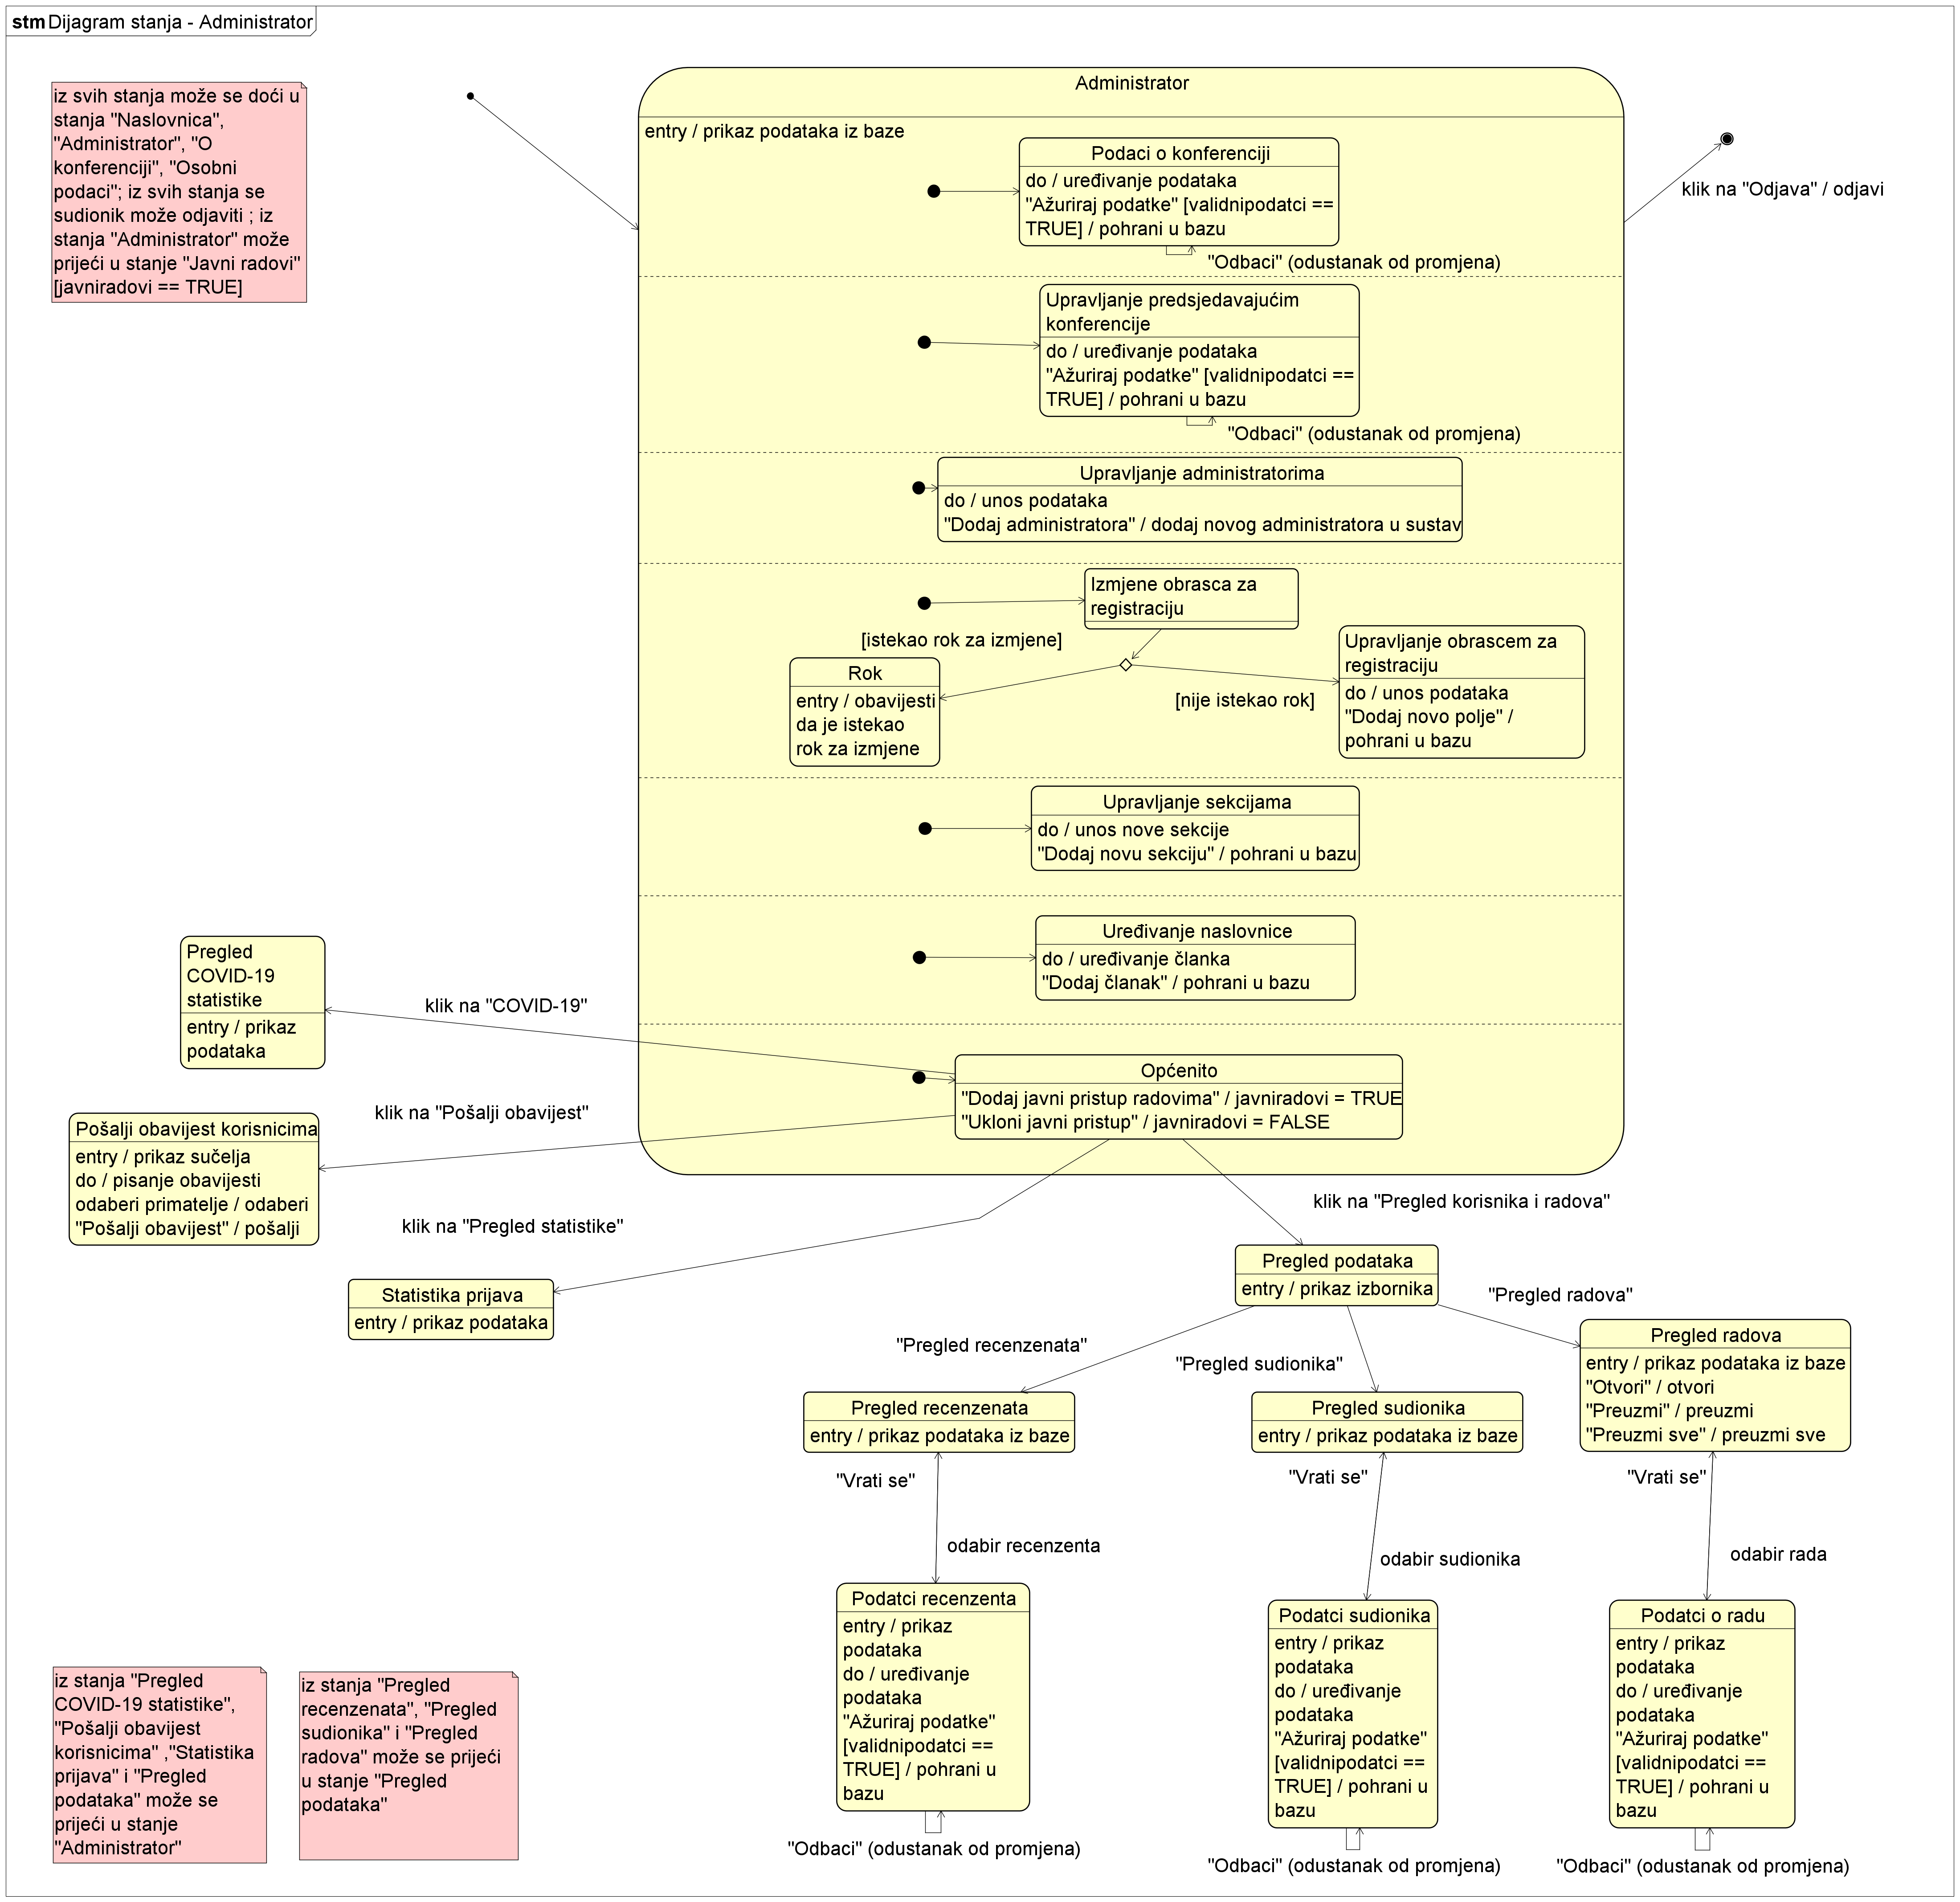 stm Dijagram stanja - Administrator
iz svih stanja može se doći u
stanja "Naslovnica",
"Administrator", "O
konferenciji", "Osobni
podaci"; iz svih stanja se
sudionik može odjaviti ; iz
stanja "Administrator" može
prijeći u stanje "Javni radovi"
[javniradovi == TRUE]
Administrator
entry / prikaz podataka iz baze
klik na "Odjava" / odjavi
Podaci o konferenciji
do / uređivanje podataka
"Ažuriraj podatke" [validnipodatci ==
TRUE] / pohrani u bazu
"Odbaci" (odustanak od promjena)
Upravljanje predsjedavajućim
konferencije
do / uređivanje podataka
"Ažuriraj podatke" [validnipodatci ==
TRUE] / pohrani u bazu
"Odbaci" (odustanak od promjena)
Upravljanje administratorima
do / unos podataka
"Dodaj administratora" / dodaj novog administratora u sustav
Izmjene obrasca za
registraciju
[istekao rok za izmjene]
Rok
entry / obavijesti
da je istekao
rok za izmjene
[nije istekao rok]
Upravljanje obrascem za
registraciju
do / unos podataka
"Dodaj novo polje" /
pohrani u bazu
Upravljanje sekcijama
do / unos nove sekcije
"Dodaj novu sekciju" / pohrani u bazu
Uređivanje naslovnice
do / uređivanje članka
"Dodaj članak" / pohrani u bazu
Pregled
COVID-19
statistike
entry / prikaz
podataka
klik na "COVID-19"
Općenito
"Dodaj javni pristup radovima" / javniradovi = TRUE
"Ukloni javni pristup" / javniradovi = FALSE
klik na "Pošalji obavijest"
Pošalji obavijest korisnicima
entry / prikaz sučelja
do / pisanje obavijesti
odaberi primatelje / odaberi
"Pošalji obavijest" / pošalji
klik na "Pregled statistike"
klik na "Pregled korisnika i radova"
Statistika prijava
entry / prikaz podataka
Pregled podataka
entry / prikaz izbornika
"Pregled recenzenata"
"Pregled sudionika"
"Pregled radova"
Pregled recenzenata
entry / prikaz podataka iz baze
Pregled sudionika
entry / prikaz podataka iz baze
Pregled radova
entry / prikaz podataka iz baze
"Otvori" / otvori
"Preuzmi" / preuzmi
"Preuzmi sve" / preuzmi sve
"Vrati se"
"Vrati se"
"Vrati se"
odabir recenzenta
odabir sudionika
odabir rada
Podatci recenzenta
entry / prikaz
podataka
do / uređivanje
podataka
"Ažuriraj podatke"
[validnipodatci ==
TRUE] / pohrani u
bazu
"Odbaci" (odustanak od promjena)
Podatci sudionika
entry / prikaz
podataka
do / uređivanje
podataka
"Ažuriraj podatke"
[validnipodatci ==
TRUE] / pohrani u
bazu
"Odbaci" (odustanak od promjena)
Podatci o radu
entry / prikaz
podataka
do / uređivanje
podataka
"Ažuriraj podatke"
[validnipodatci ==
TRUE] / pohrani u
bazu
"Odbaci" (odustanak od promjena)
iz stanja "Pregled
COVID-19 statistike",
"Pošalji obavijest
korisnicima" ,"Statistika
prijava" i "Pregled
podataka" može se
prijeći u stanje
"Administrator"
iz stanja "Pregled
recenzenata", "Pregled
sudionika" i "Pregled
radova" može se prijeći
u stanje "Pregled
podataka"